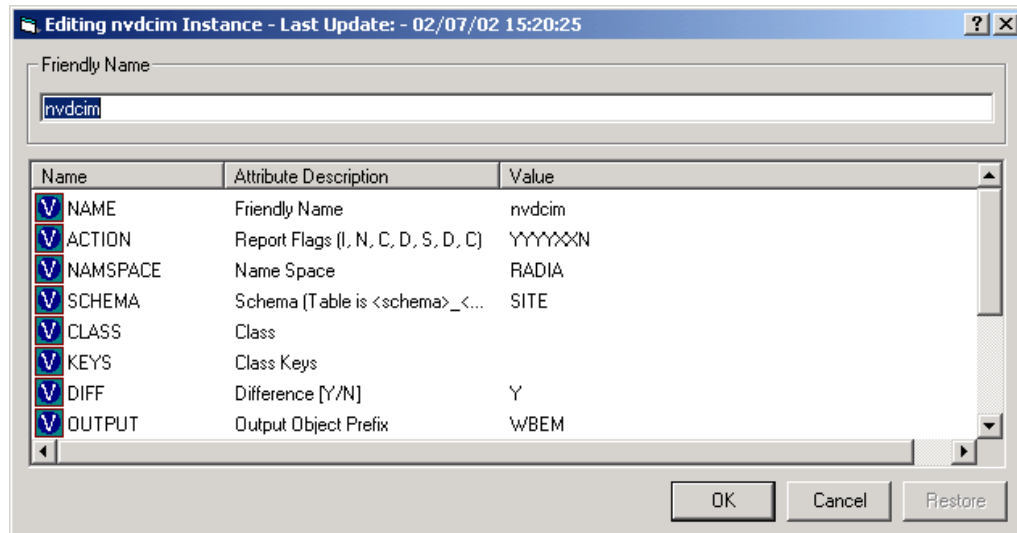 Editing nvdcim Instance - Last Update: - 02/07/02 15:20:25
Friendly Name
nvdcim
Name Attribute Description Value
V NAME Friendly Name nvdcim
V ACTION Report Flags (I, N, C, D, S, D, C) YYYYXXN
V NAMSPACE Name Space RADIA
V SCHEMA Schema (Table is <schema>_<... SITE
V CLASS Class
V KEYS Class Keys
V DIFF Difference [Y/N] Y
V OUTPUT Output Object Prefix WBEM
OK Cancel Restore